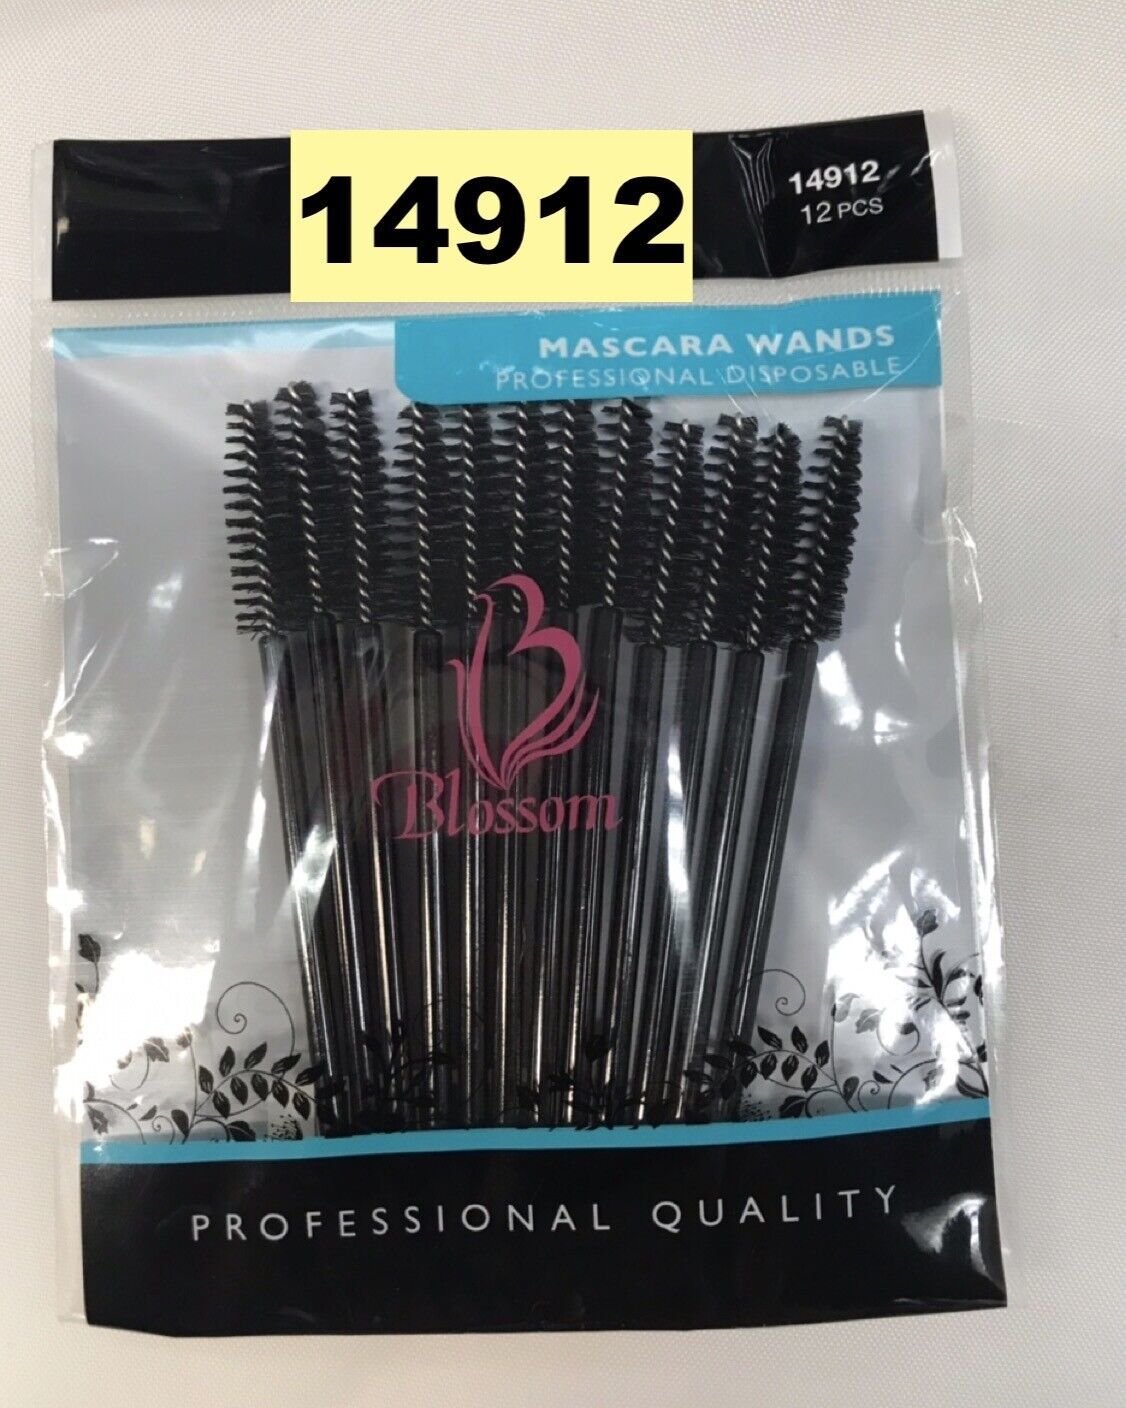 14912
14912
12 PCS
MASCARA WANDS
PROFESSIONAL DISPOSABLE
B
Blossom
PROFESSIONAL QUALITY